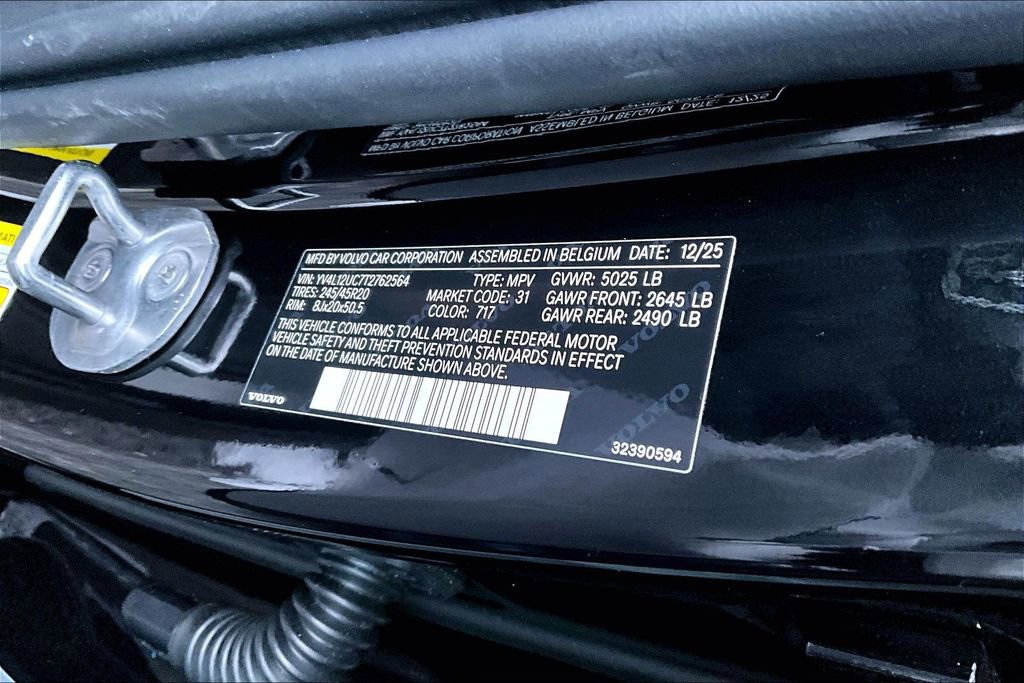 MFD BY VOLVO CAR CORPORATION ASSEMBLED IN BELGIUM DATE: 12/25
VIN: YV4L12UC7T2762564 TYPE: MPV GVWR: 5025 LB
TIRES: 245/45R20 MARKET CODE: 31 GAWR FRONT: 2645 LB
RIM: 8Jx20x50.5 COLOR: 717 GAWR REAR: 2490 LB
THIS VEHICLE CONFORMS TO ALL APPLICABLE FEDERAL MOTOR
VEHICLE SAFETY AND THEFT PREVENTION STANDARDS IN EFFECT
ON THE DATE OF MANUFACTURE SHOWN ABOVE.
VOLVO
VOLVO
VOLVO
32390594